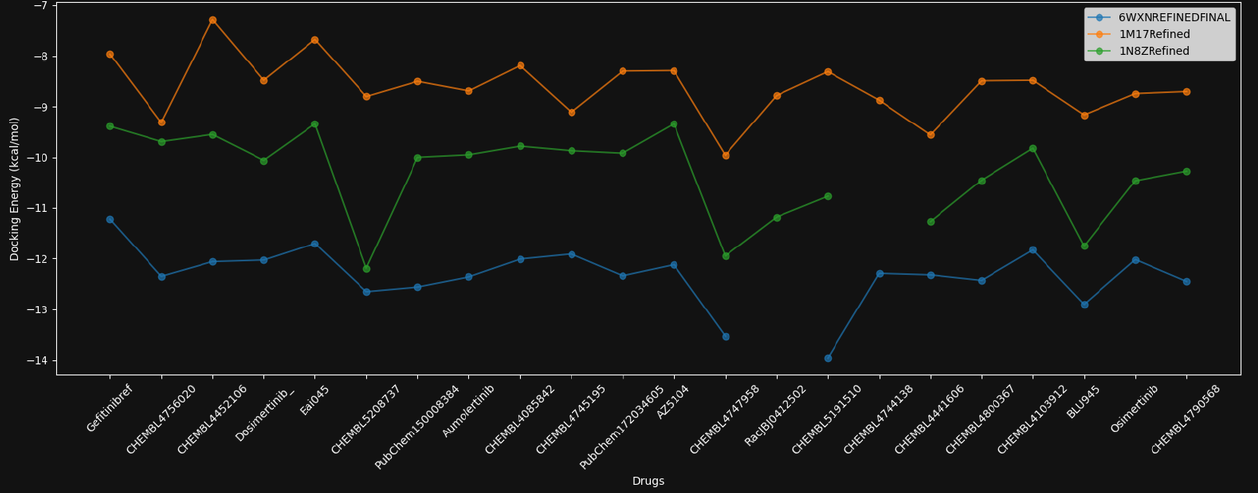 6WXNREFINEDFINAL
1M17Refined
1N8ZRefined
Docking Energy (kcal/mol)
−7
−8
−9
−10
−11
−12
−13
−14
Gefitinibref
CHEMBL4756020
CHEMBL4452106
Dosimertinib_
Eai045
CHEMBL5208737
PubChem150008384
Aumolertinib
CHEMBL4085842
CHEMBL4745195
PubChem172034605
AZ5104
CHEMBL4747958
RacJBJ0412502
CHEMBL5191510
CHEMBL4744138
CHEMBL4441606
CHEMBL4800367
CHEMBL4103912
BLU945
Osimertinib
CHEMBL4790568
Drugs